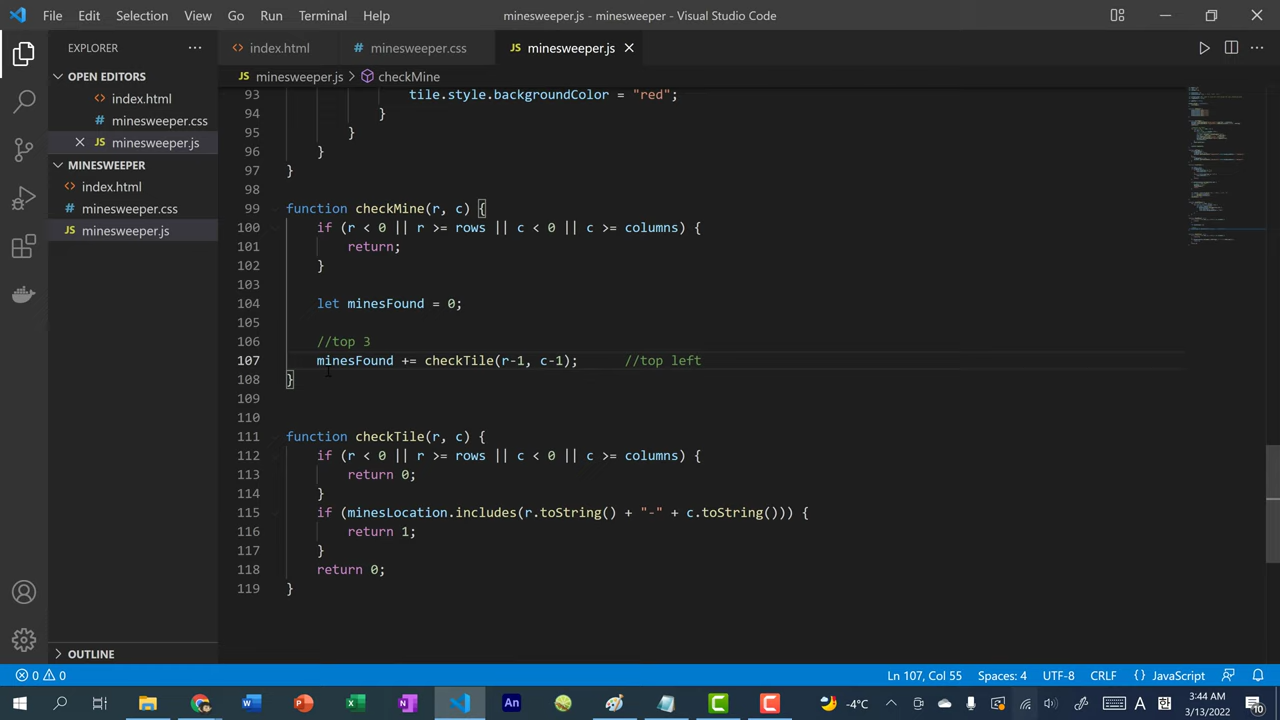 File Edit Selection View Go Run Terminal Help minesweeper.js - minesweeper - Visual Studio Code
EXPLORER
OPEN EDITORS
index.html
minesweeper.css
JS minesweeper.js
MINESWEEPER
index.html
minesweeper.css
JS minesweeper.js
OUTLINE
index.html minesweeper.css JS minesweeper.js
JS minesweeper.js > checkMine
93 tile.style.backgroundColor = "red";
94 }
95 }
96 }
97 }
98
99 function checkMine(r, c) {
100 if (r < 0 || r >= rows || c < 0 || c >= columns) {
101 return;
102 }
103
104 let minesFound = 0;
105
106 //top 3
107 minesFound += checkTile(r-1, c-1); //top left
108 }
109
110
111 function checkTile(r, c) {
112 if (r < 0 || r >= rows || c < 0 || c >= columns) {
113 return 0;
114 }
115 if (minesLocation.includes(r.toString() + "-" + c.toString())) {
116 return 1;
117 }
118 return 0;
119 }
0 0 Ln 107, Col 55 Spaces: 4 UTF-8 CRLF {} JavaScript
-4°C A 3:44 AM
3/13/2022 10